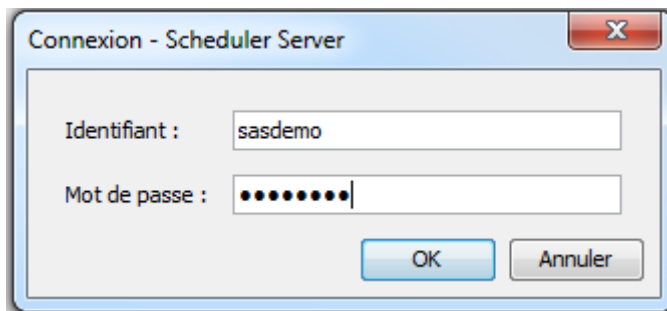 Connexion - Scheduler Server
Identifiant : sasdemo
Mot de passe : ●●●●●●●●
OK Annuler